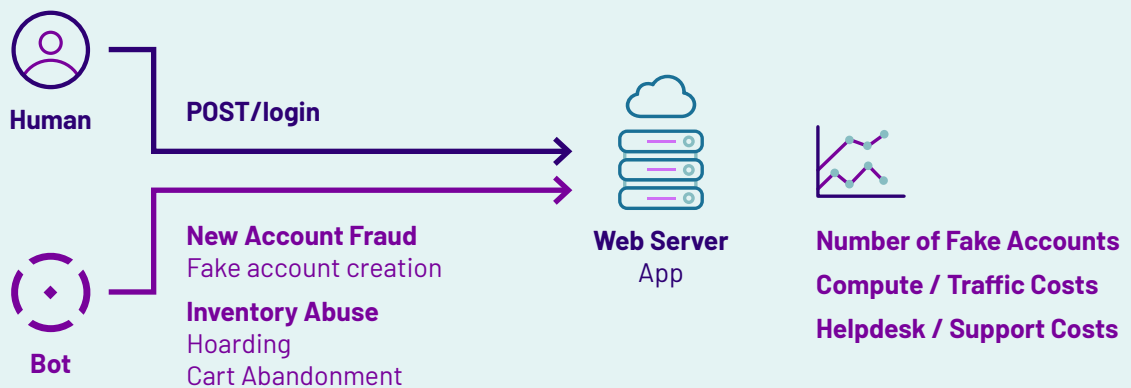 Human
POST/login
New Account Fraud
Fake account creation
Inventory Abuse
Hoarding
Cart Abandonment
Bot
Web Server
App
Number of Fake Accounts
Compute / Traffic Costs
Helpdesk / Support Costs